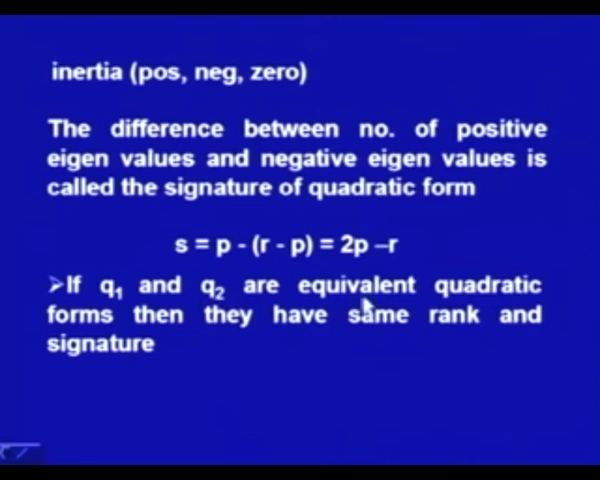 inertia (pos, neg, zero)
The difference between no. of positive
eigen values and negative eigen values is
called the signature of quadratic form
s = p - (r - p) = 2p –r
➢If q₁ and q₂ are equivalent quadratic
forms then they have same rank and
signature